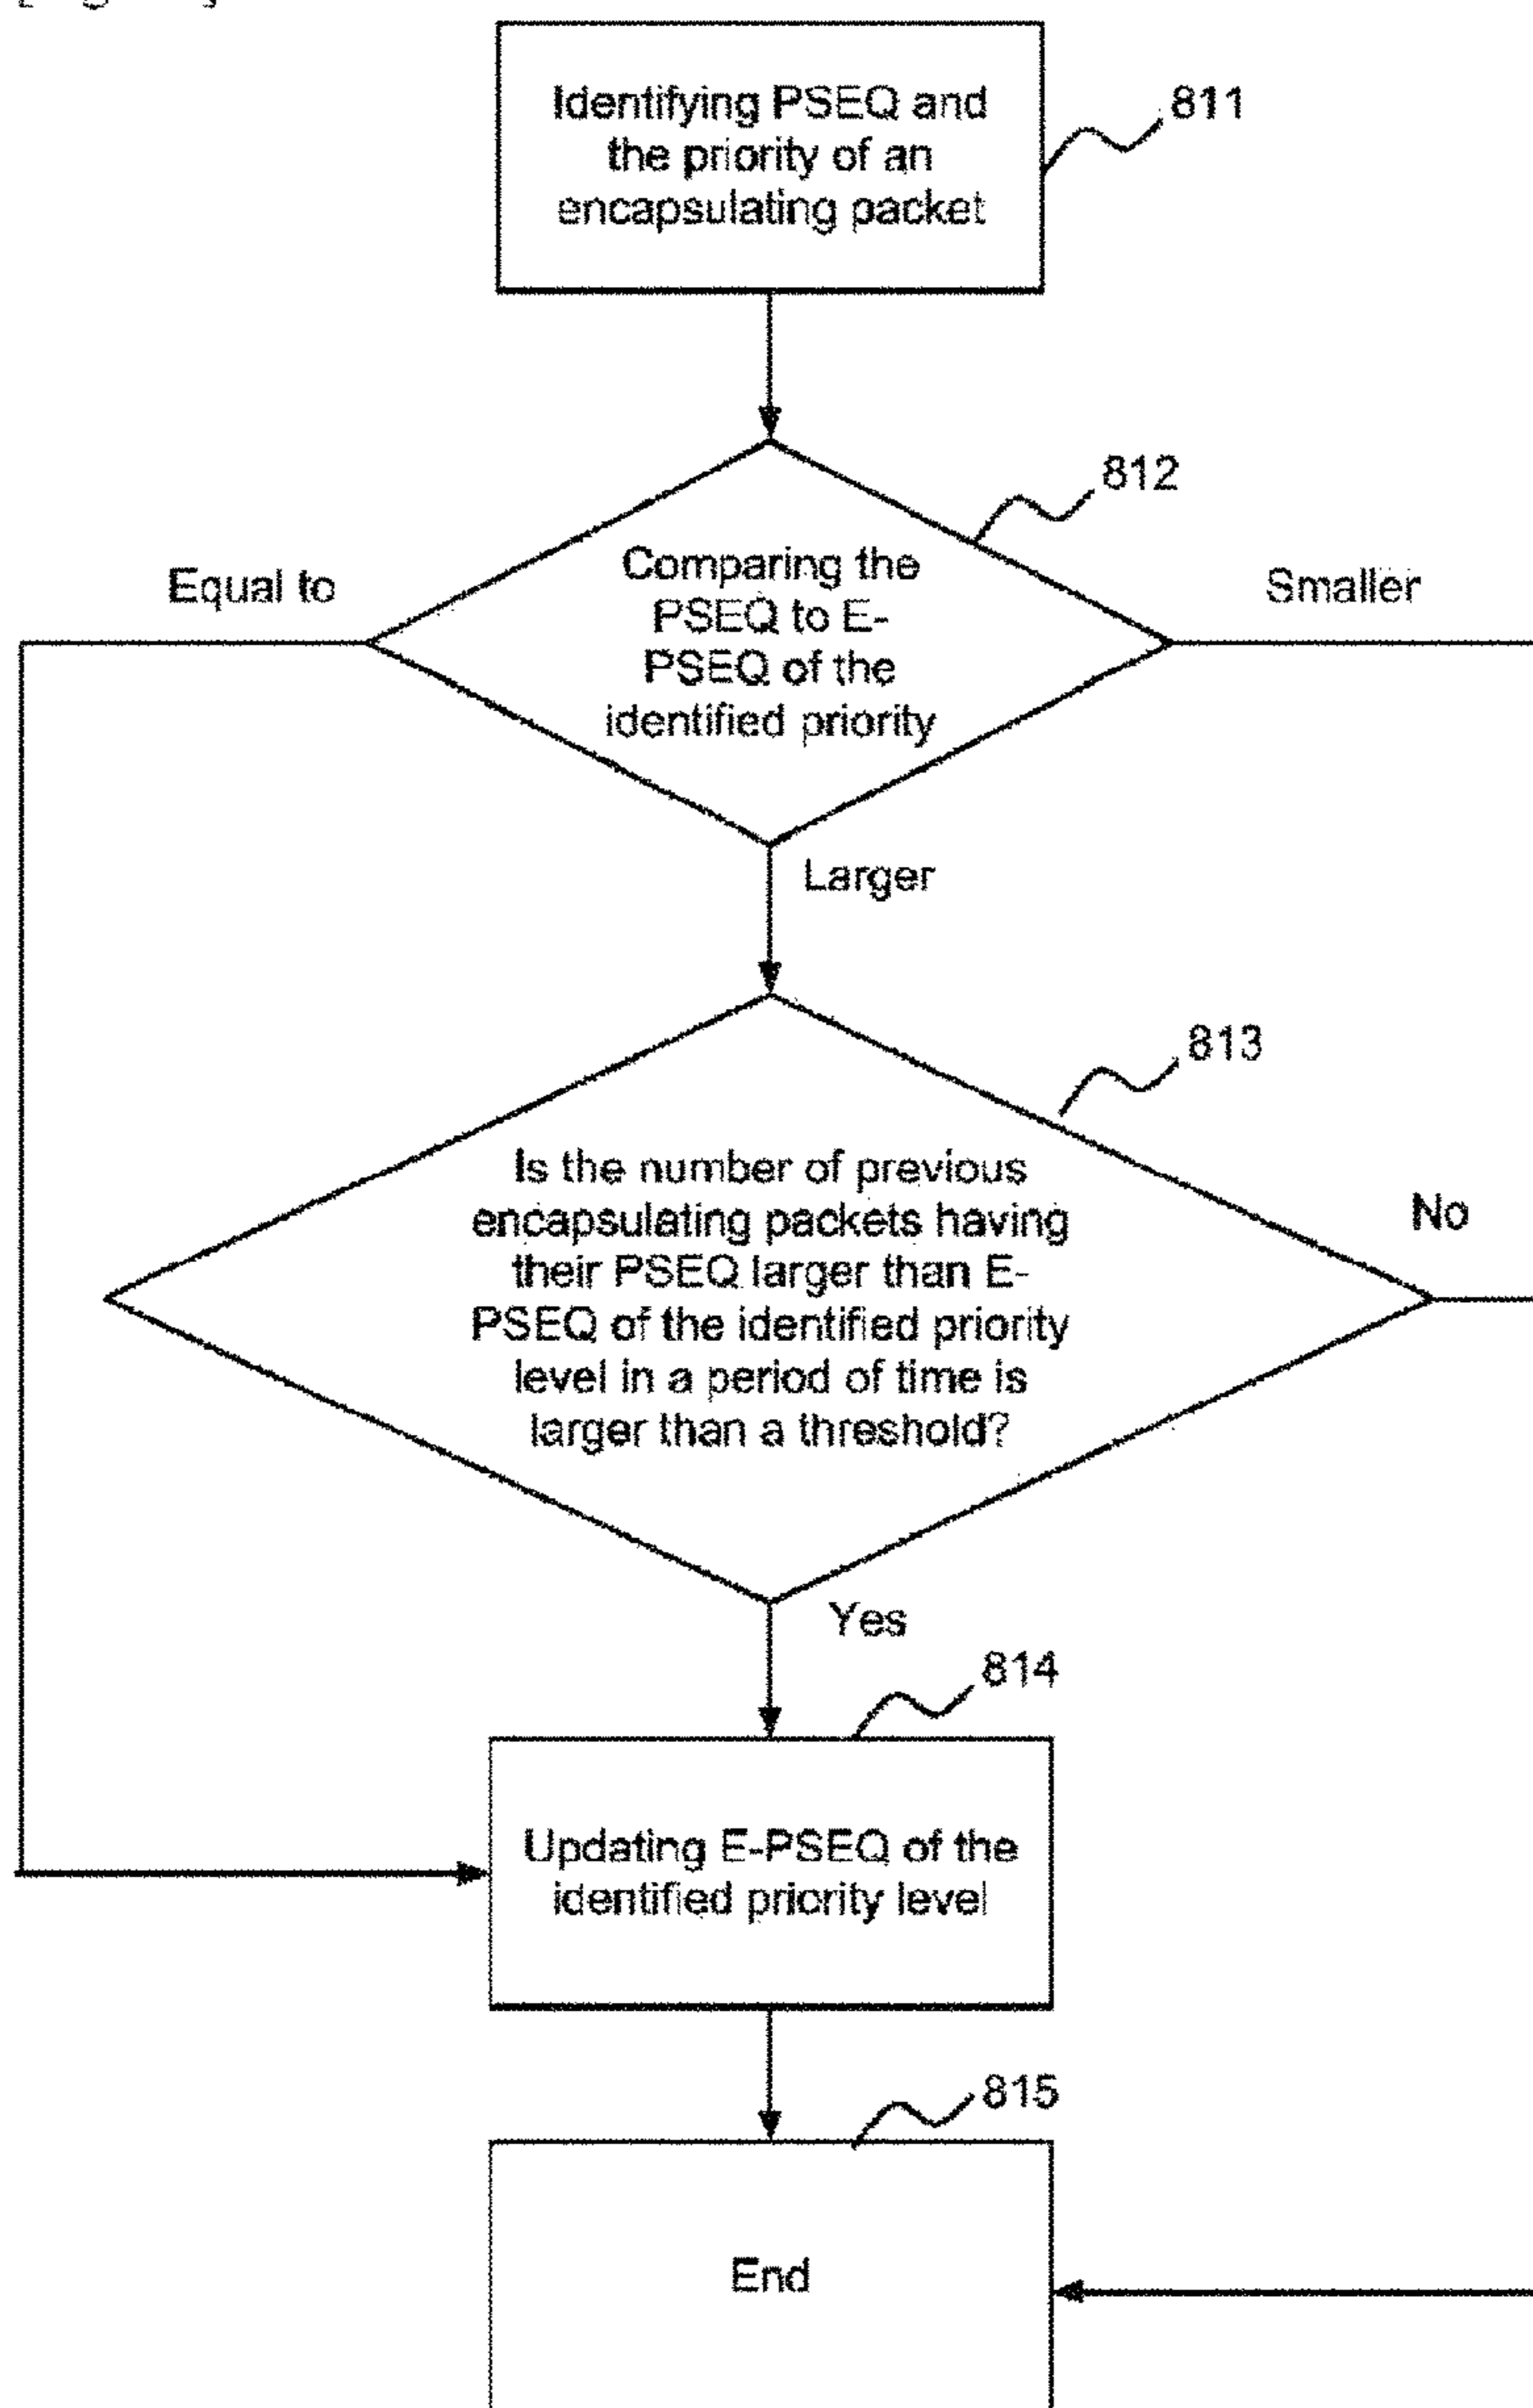 Identifying PSEQ and
the priority of an
encapsulating packet
811
812
Comparing the
PSEQ to E-
PSEQ of the
identified priority
Equal to
Smaller
Larger
813
Is the number of previous
encapsulating packets having
their PSEQ larger than E-
PSEQ of the identified priority
level in a period of time is
larger than a threshold?
No
Yes
814
Updating E-PSEQ of the
identified priority level
815
End